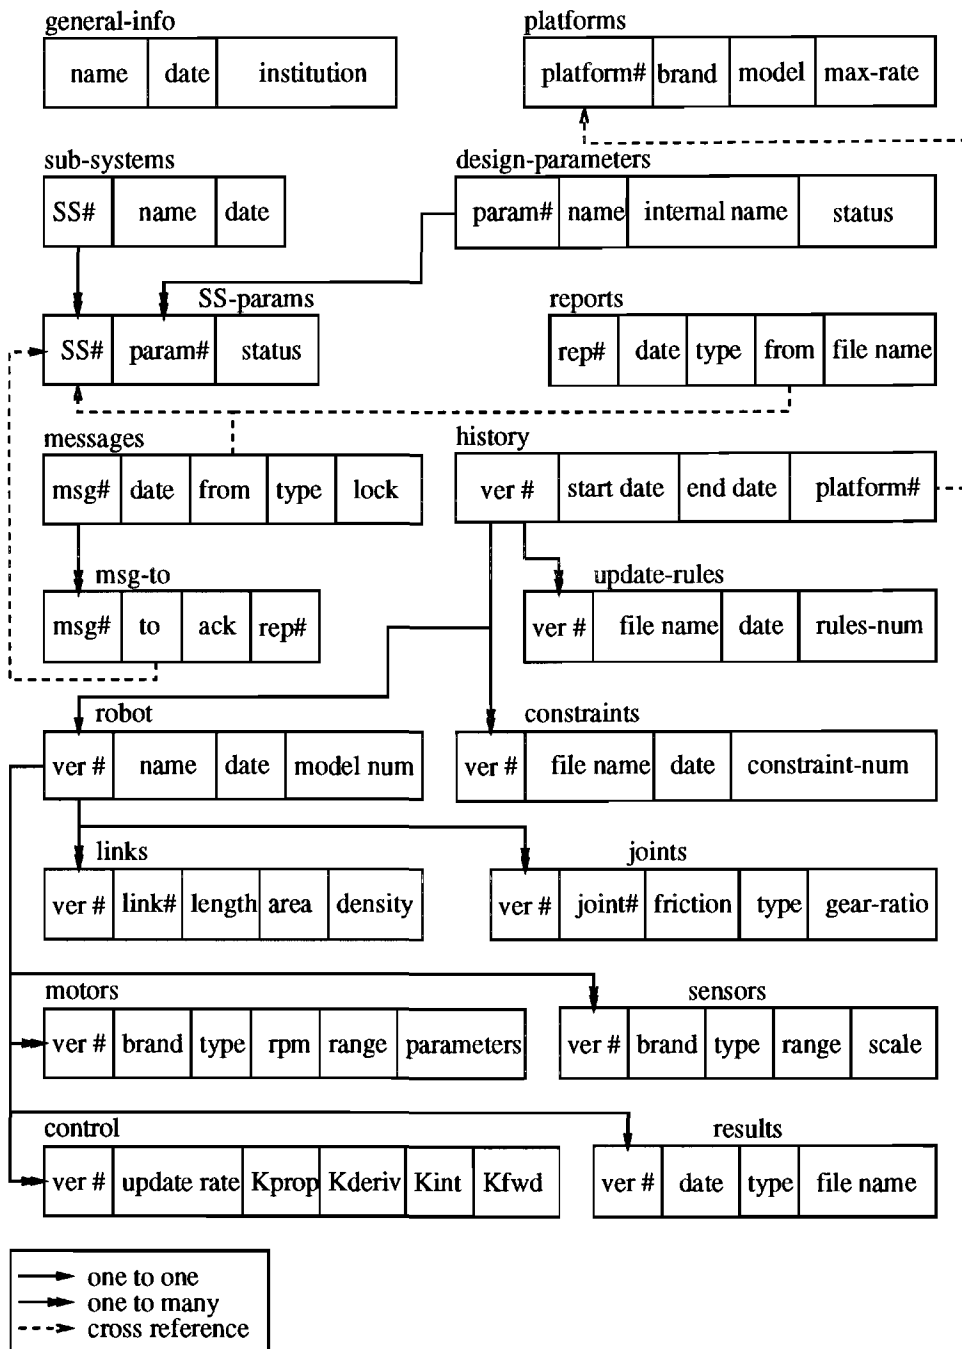 general-info
name date institution
platforms
platform# brand model max-rate
sub-systems
SS# name date
design-parameters
param# name internal name status
SS-params
SS# param# status
reports
rep# date type from file name
messages
msg# date from type lock
history
ver # start date end date platform#
msg-to
msg# to ack rep#
update-rules
ver # file name date rules-num
robot
ver # name date model num
constraints
ver # file name date constraint-num
links
ver # link# length area density
joints
ver # joint# friction type gear-ratio
motors
ver # brand type rpm range parameters
sensors
ver # brand type range scale
control
ver # update rate Kprop Kderiv Kint Kfwd
results
ver # date type file name
one to one
one to many
cross reference